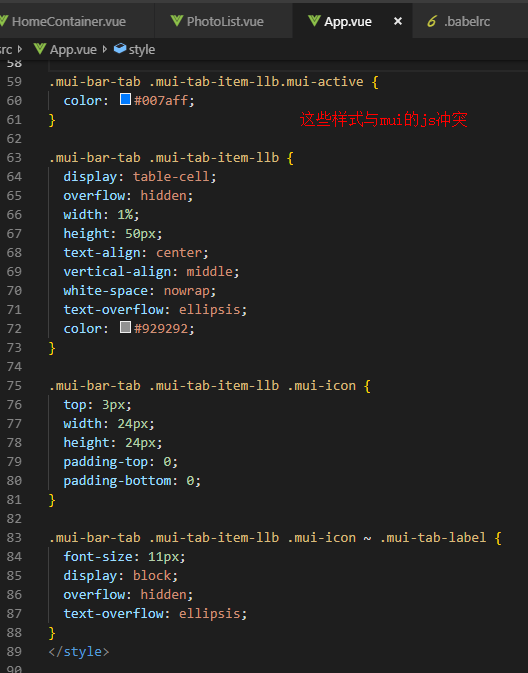 HomeContainer.vue PhotoList.vue App.vue × .babelrc
src > App.vue > style
58
59 .mui-bar-tab .mui-tab-item-llb.mui-active {
60 color: #007aff;
61 } 这些样式与mui的js冲突
62
63 .mui-bar-tab .mui-tab-item-llb {
64 display: table-cell;
65 overflow: hidden;
66 width: 1%;
67 height: 50px;
68 text-align: center;
69 vertical-align: middle;
70 white-space: nowrap;
71 text-overflow: ellipsis;
72 color: #929292;
73 }
74
75 .mui-bar-tab .mui-tab-item-llb .mui-icon {
76 top: 3px;
77 width: 24px;
78 height: 24px;
79 padding-top: 0;
80 padding-bottom: 0;
81 }
82
83 .mui-bar-tab .mui-tab-item-llb .mui-icon ~ .mui-tab-label {
84 font-size: 11px;
85 display: block;
86 overflow: hidden;
87 text-overflow: ellipsis;
88 }
89 </style>
90